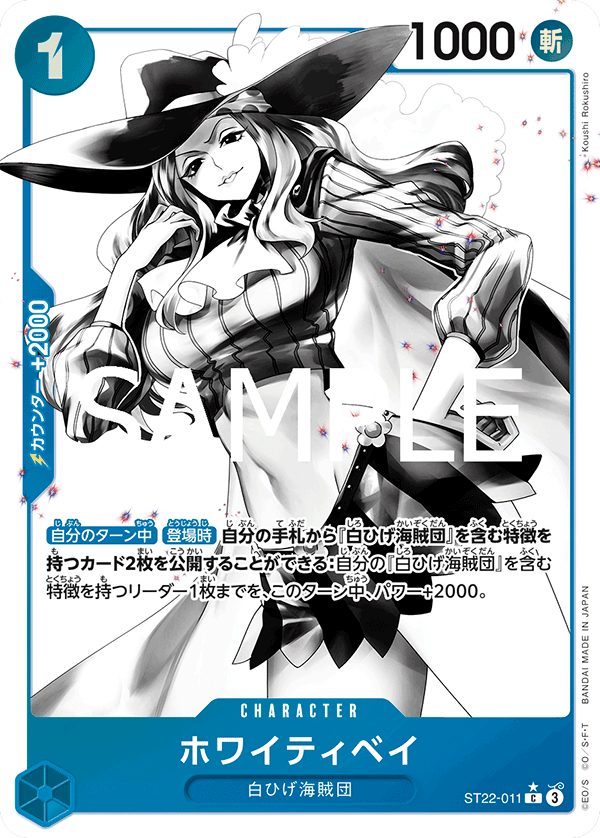 1
1000
斬
Koushi Rokushiro
カウンター+2000
SAMPLE
自分のターン中 登場時 自分の手札から『白ひげ海賊団』を含む特徴を
持つカード2枚を公開することができる:自分の『白ひげ海賊団』を含む
特徴を持つリーダー1枚までを、このターン中、パワー+2000。
CHARACTER
ホワイティベイ
白ひげ海賊団
ST22-011 C 3
©E.O/S ©O/S・F・T BANDAI MADE IN JAPAN